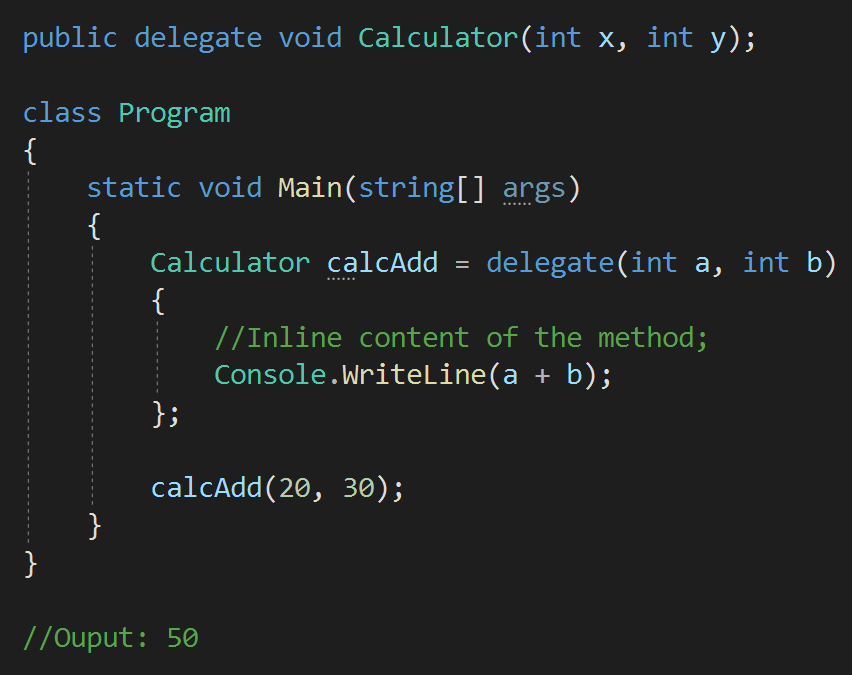 public delegate void Calculator(int x, int y);
class Program
{
static void Main(string[] args)
{
Calculator calcAdd = delegate(int a, int b)
{
//Inline content of the method;
Console.WriteLine(a + b);
};
calcAdd(20, 30);
}
}
//Ouput: 50